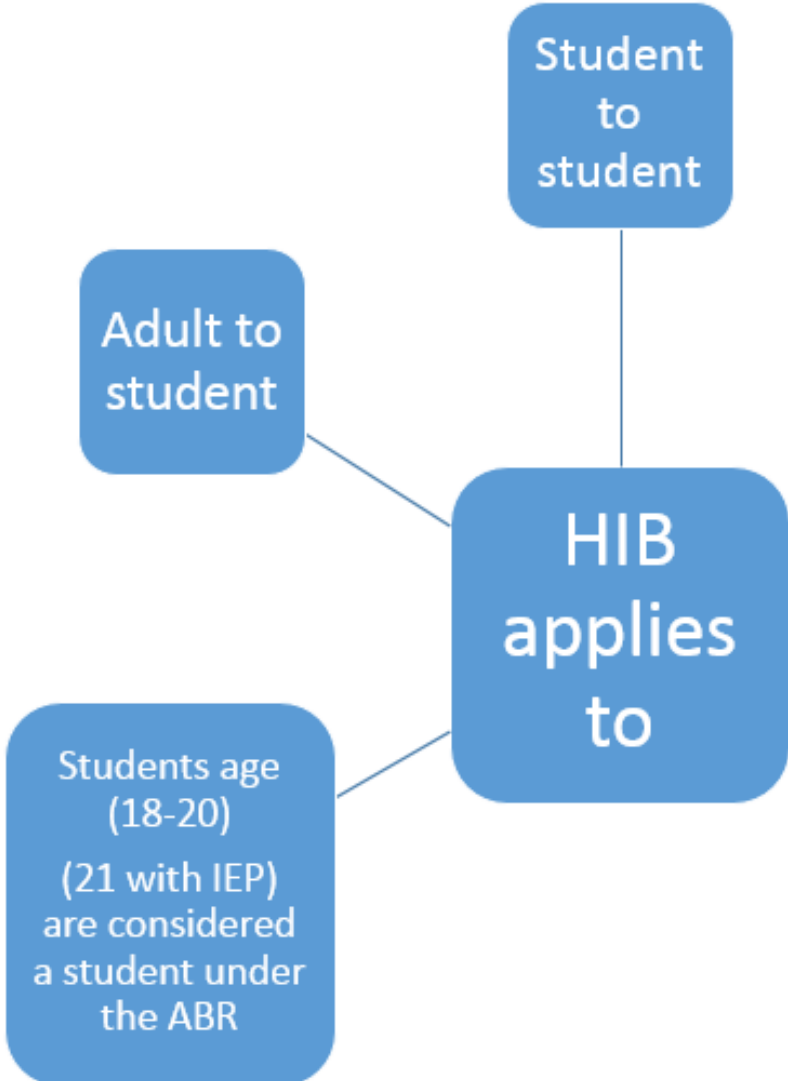 Student
to
student
Adult to
student
HIB
applies
to
Students age
(18-20)
(21 with IEP)
are considered
a student under
the ABR